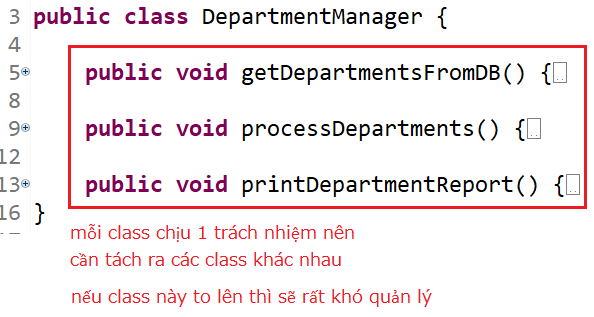 3 public class DepartmentManager {
4
5 public void getDepartmentsFromDB() {..
8
9 public void processDepartments() {..
12
13 public void printDepartmentReport() {..
16 }
mỗi class chịu 1 trách nhiệm nên
cần tách ra các class khác nhau
nếu class này to lên thì sẽ rất khó quản lý